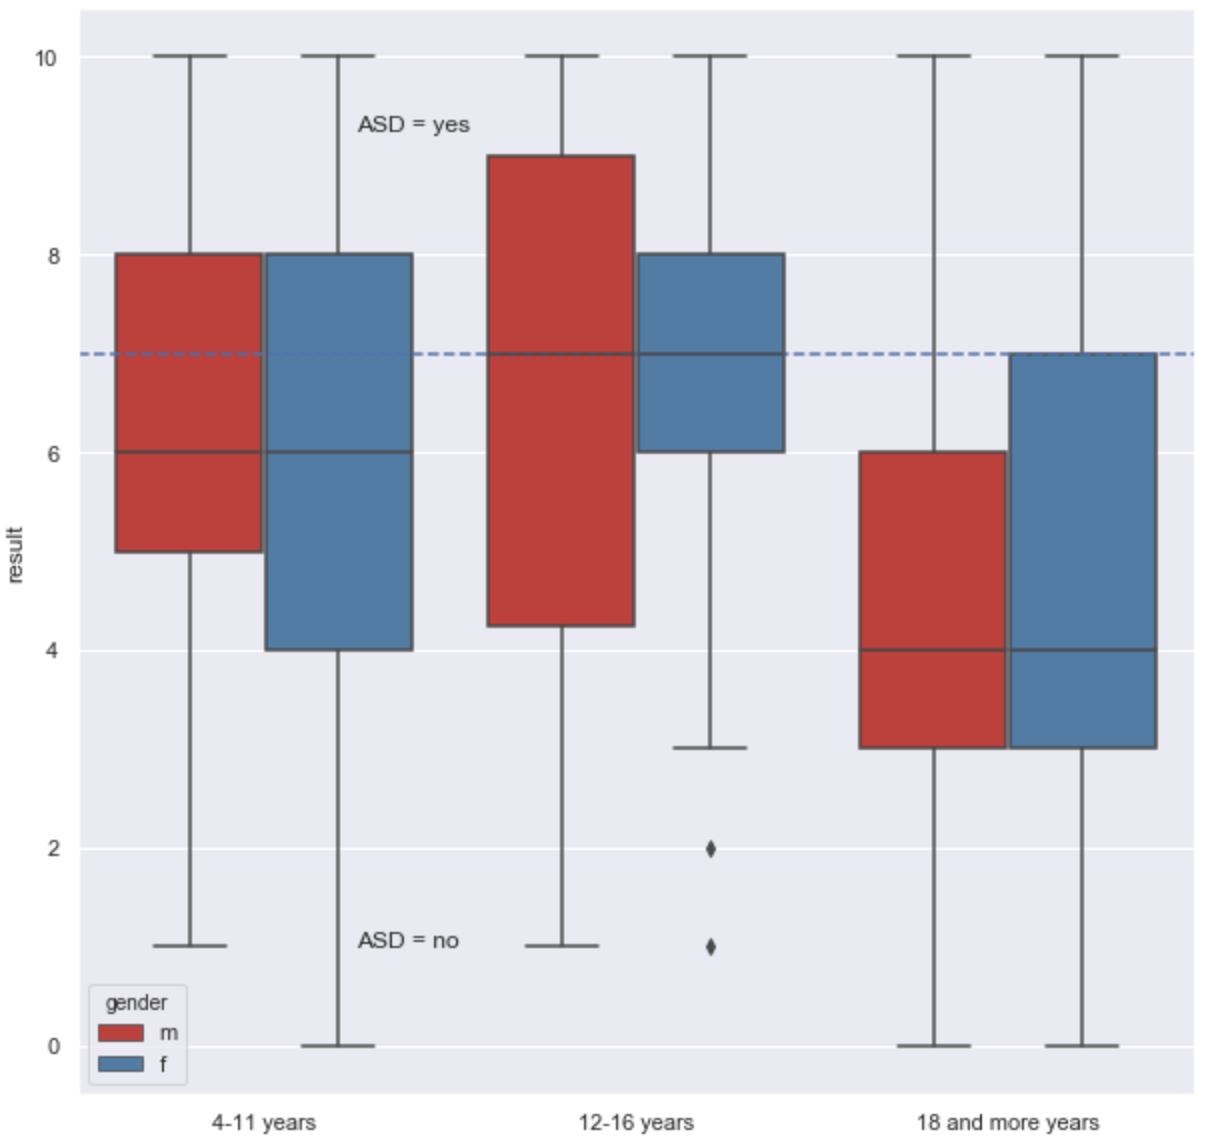 10
ASD = yes
8
6
result
4
2
ASD = no
gender
m
f
0
4-11 years
12-16 years
18 and more years